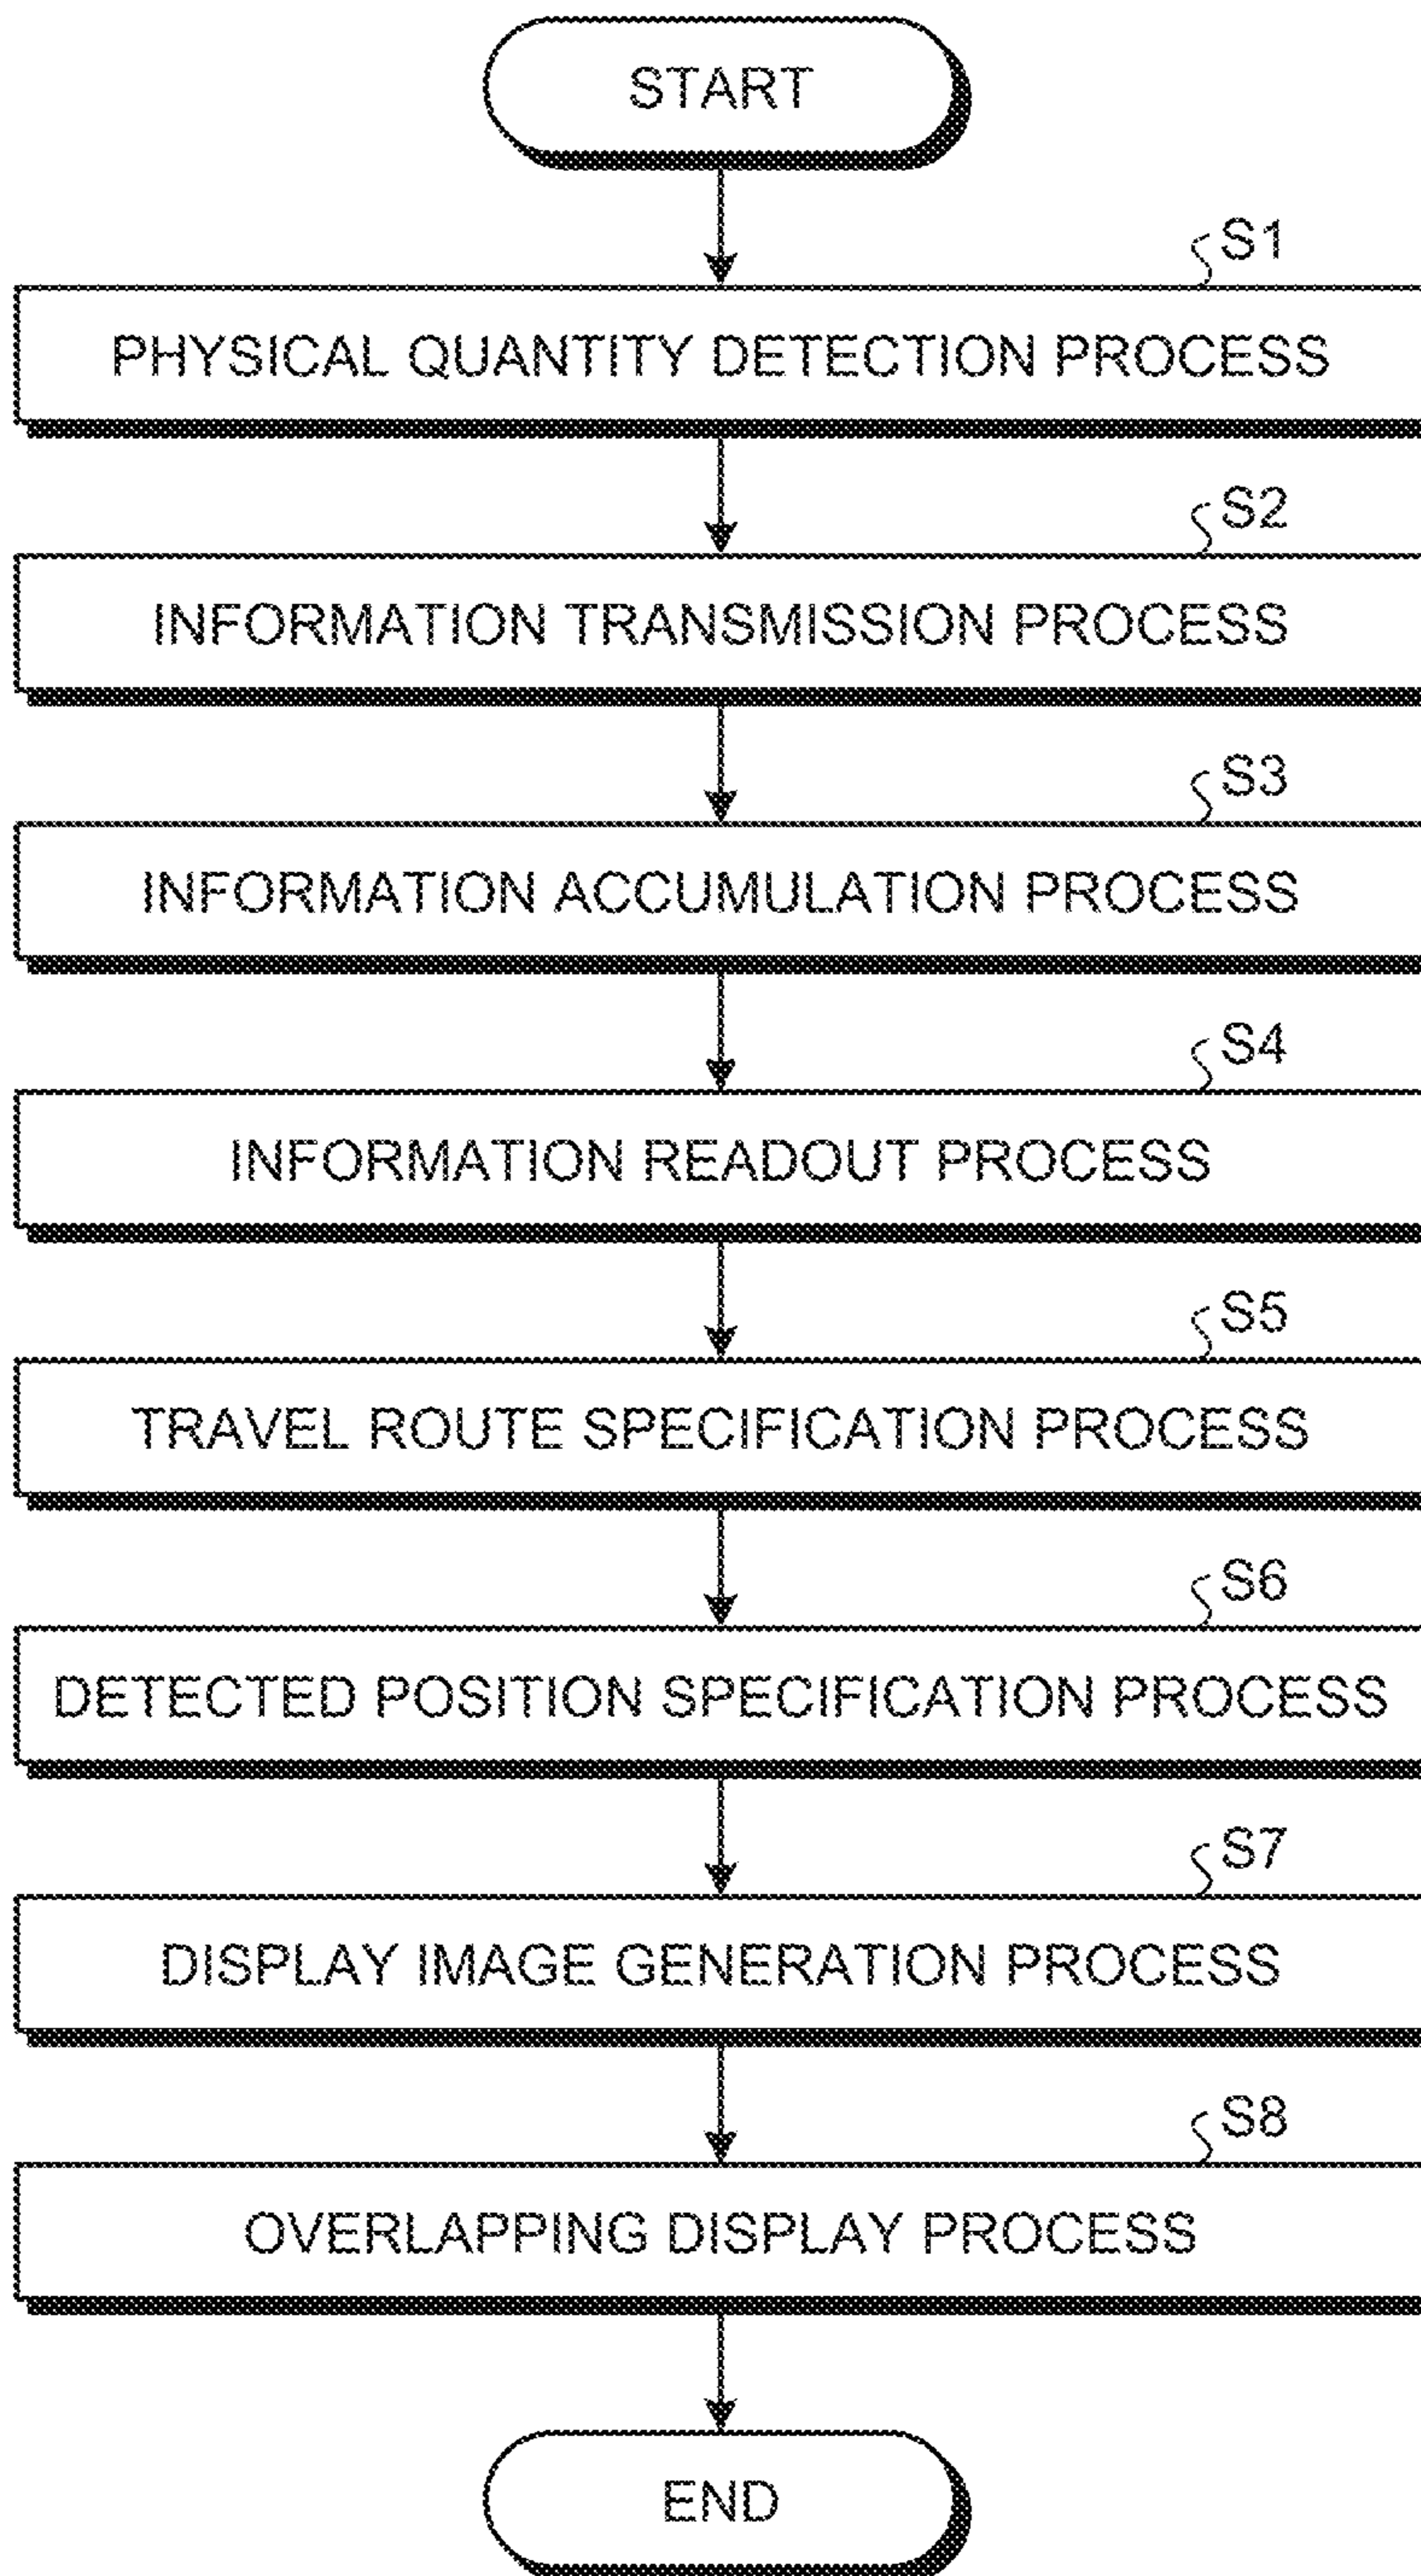 START
S1
PHYSICAL QUANTITY DETECTION PROCESS
S2
INFORMATION TRANSMISSION PROCESS
S3
INFORMATION ACCUMULATION PROCESS
S4
INFORMATION READOUT PROCESS
S5
TRAVEL ROUTE SPECIFICATION PROCESS
S6
DETECTED POSITION SPECIFICATION PROCESS
S7
DISPLAY IMAGE GENERATION PROCESS
S8
OVERLAPPING DISPLAY PROCESS
END